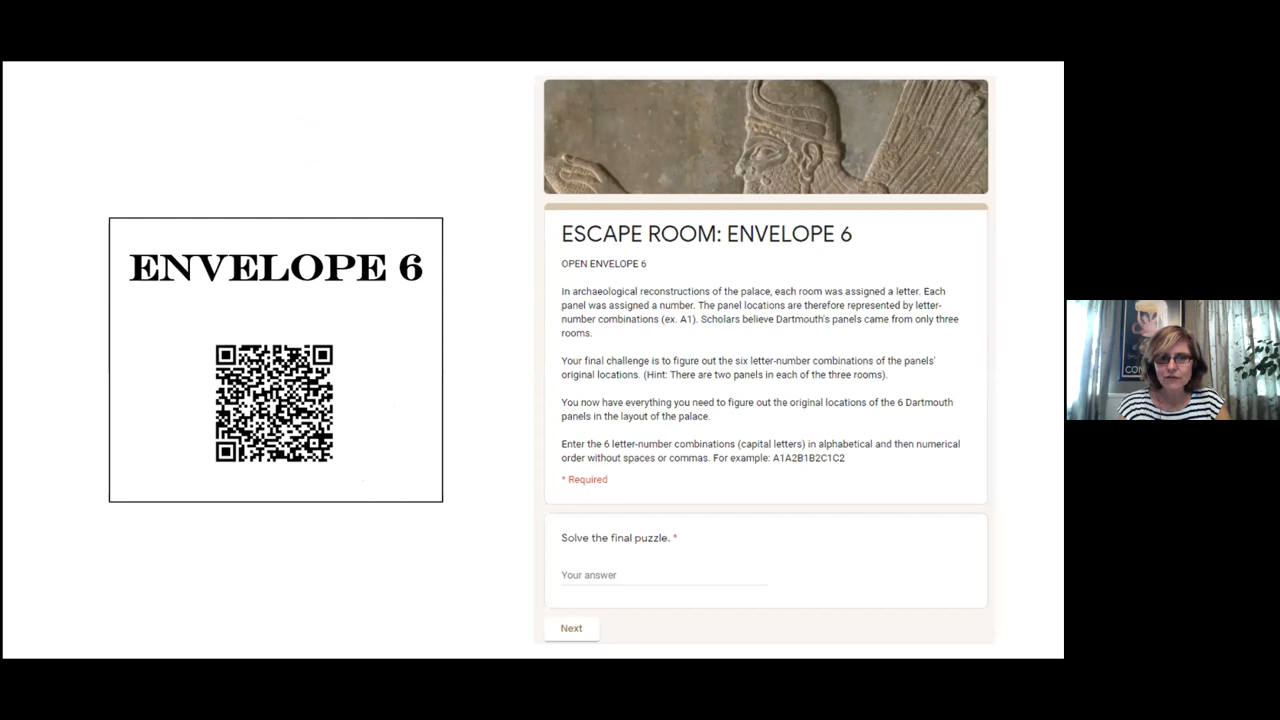 ENVELOPE 6
ESCAPE ROOM: ENVELOPE 6
OPEN ENVELOPE 6
In archaeological reconstructions of the palace, each room was assigned a letter. Each
panel was assigned a number. The panel locations are therefore represented by letter-
number combinations (ex. A1). Scholars believe Dartmouth's panels came from only three
rooms.
Your final challenge is to figure out the six letter-number combinations of the panels'
original locations. (Hint: There are two panels in each of the three rooms).
You now have everything you need to figure out the original locations of the 6 Dartmouth
panels in the layout of the palace.
Enter the 6 letter-number combinations (capital letters) in alphabetical and then numerical
order without spaces or commas. For example: A1A2B1B2C1C2
* Required
Solve the final puzzle. *
Your answer
Next
CON